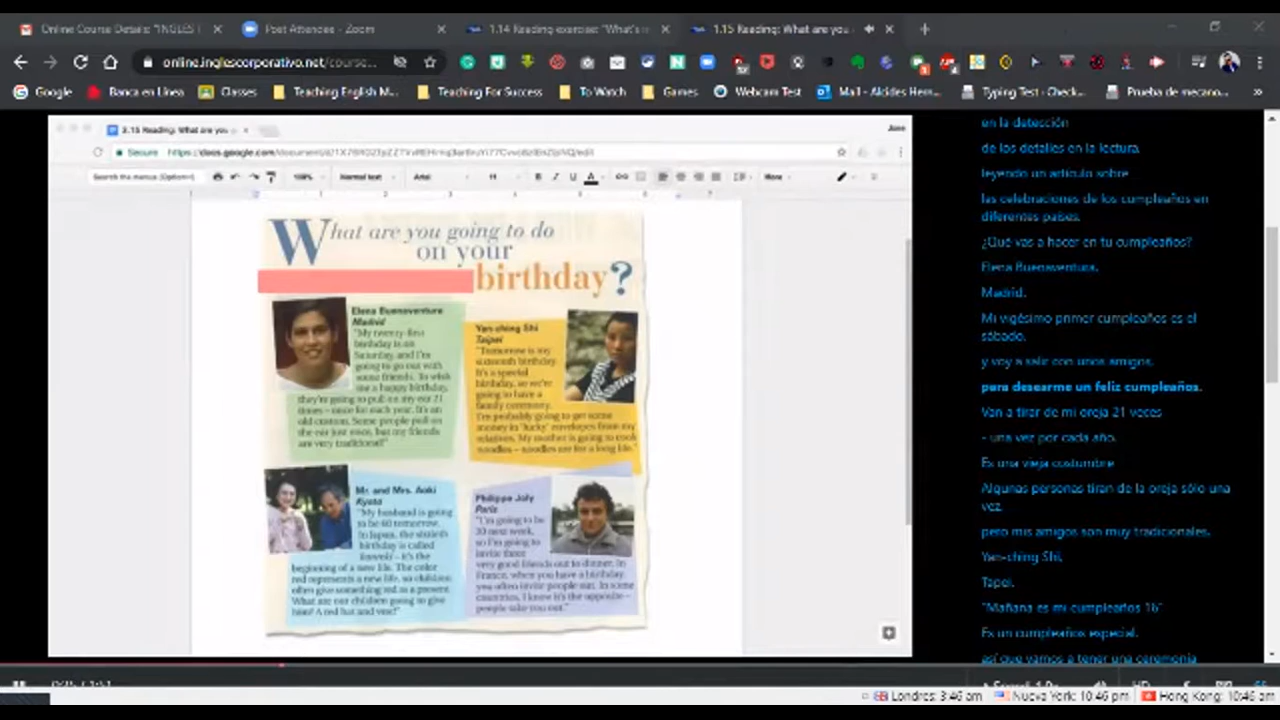 Online Course Details: "INGLES
Post Attendee - Zoom
1.14 Reading exercise: "What's
1.15 Reading: What are you
online.inglescorporativo.net/course...
Google
Banca en Línea
Classes
Teaching English M...
Teaching For Success
To Watch
Games
Webcam Test
Mail - Alcides Hern...
Typing Test - Check...
Prueba de mecano...
Reading: What are you
Secure
Normal text
Arial
11
More
What are you going to do
on your
birthday?
Elena Buenaventura
Madrid
"My twenty-first
birthday is on
Saturday, and I'm
going to go out with
some friends. To wish
me a happy birthday,
they're going to pull on my ear 21
times – once for each year. It's an
old custom. Some people pull on
the ear just once, but my friends
are very traditional!"
Yan-ching Shi
Taipei
"Tomorrow is my
sixteenth birthday.
It's a special
birthday, so we're
going to have a
family ceremony.
I'm probably going to get some
money in 'lucky' envelopes from my
relatives. My mother is going to cook
noodles – noodles are for a long life."
Mr. and Mrs. Aoki
Kyoto
"My husband is going
to be 60 tomorrow.
In Japan, the sixtieth
birthday is called
kanreki – it's the
beginning of a new life. The color
red represents a new life, so children
often give something red as a present.
What are our children going to give
him? A red hat and vest!"
Philippe Joly
Paris
"I'm going to be
30 next week,
so I'm going to
invite three
very good friends out to dinner. In
France, when you have a birthday,
you often invite people out. In some
countries, I know it's the opposite –
people take you out."
en la detección
de los detalles en la lectura.
leyendo un artículo sobre
las celebraciones de los cumpleaños en
diferentes países.
¿Qué vas a hacer en tu cumpleaños?
Elena Buenaventura.
Madrid.
Mi vigésimo primer cumpleaños es el
sábado.
y voy a salir con unos amigos.
para desearme un feliz cumpleaños.
Van a tirar de mi oreja 21 veces
- una vez por cada año.
Es una vieja costumbre
Algunas personas tiran de la oreja sólo una
vez.
pero mis amigos son muy tradicionales.
Yan-ching Shi,
Tapei.
"Mañana es mi cumpleaños 16"
Es un cumpleaños especial.
así que vamos a tener una ceremonia
Londres: 3:46 am
Nueva York: 10:46 pm
Hong Kong: 10:46 am